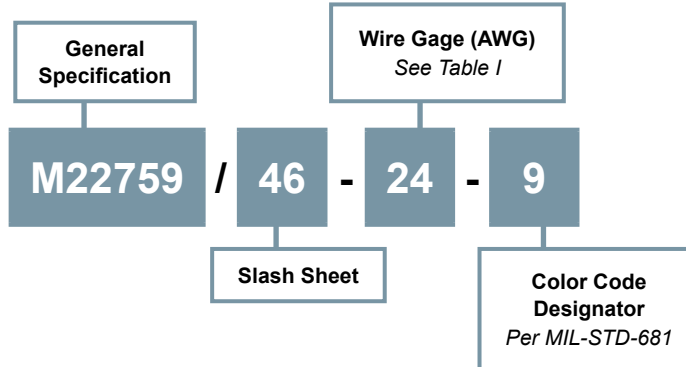 General
Specification
Wire Gage (AWG)
See Table I
M22759 / 46 - 24 - 9
Slash Sheet
Color Code
Designator
Per MIL-STD-681